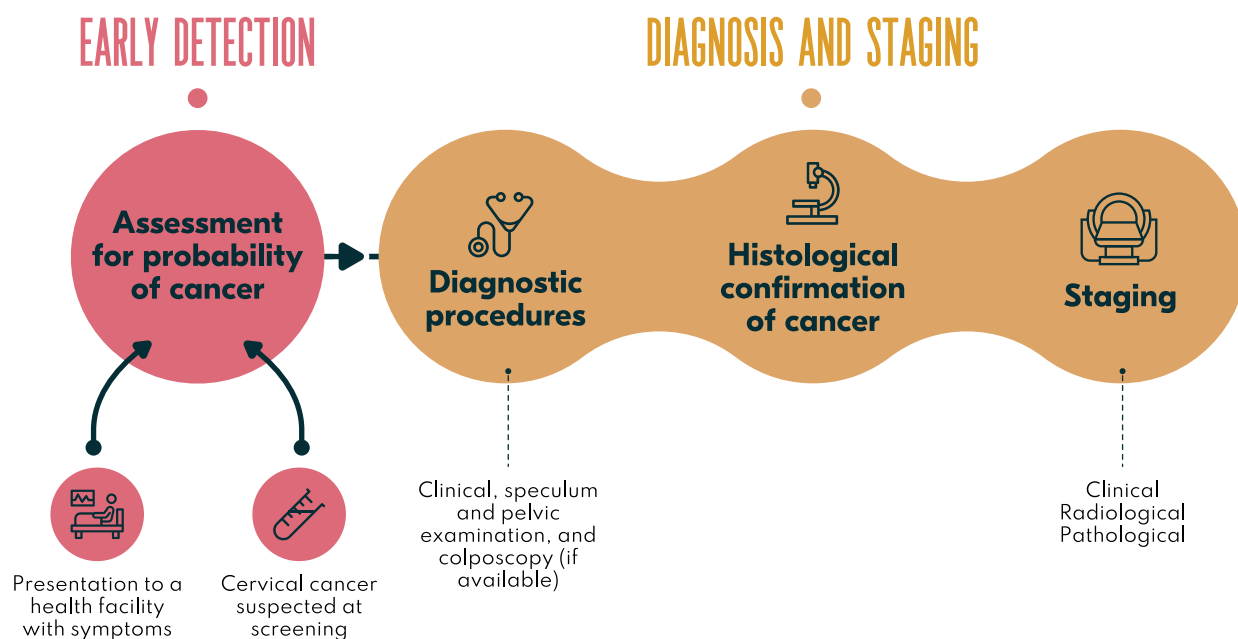 EARLY DETECTION
DIAGNOSIS AND STAGING
Assessment
for probability
of cancer
Diagnostic
procedures
Histological
confirmation
of cancer
Staging
Presentation to a
health facility
with symptoms
Cervical cancer
suspected at
screening
Clinical, speculum
and pelvic
examination, and
colposcopy (if
available)
Clinical
Radiological
Pathological